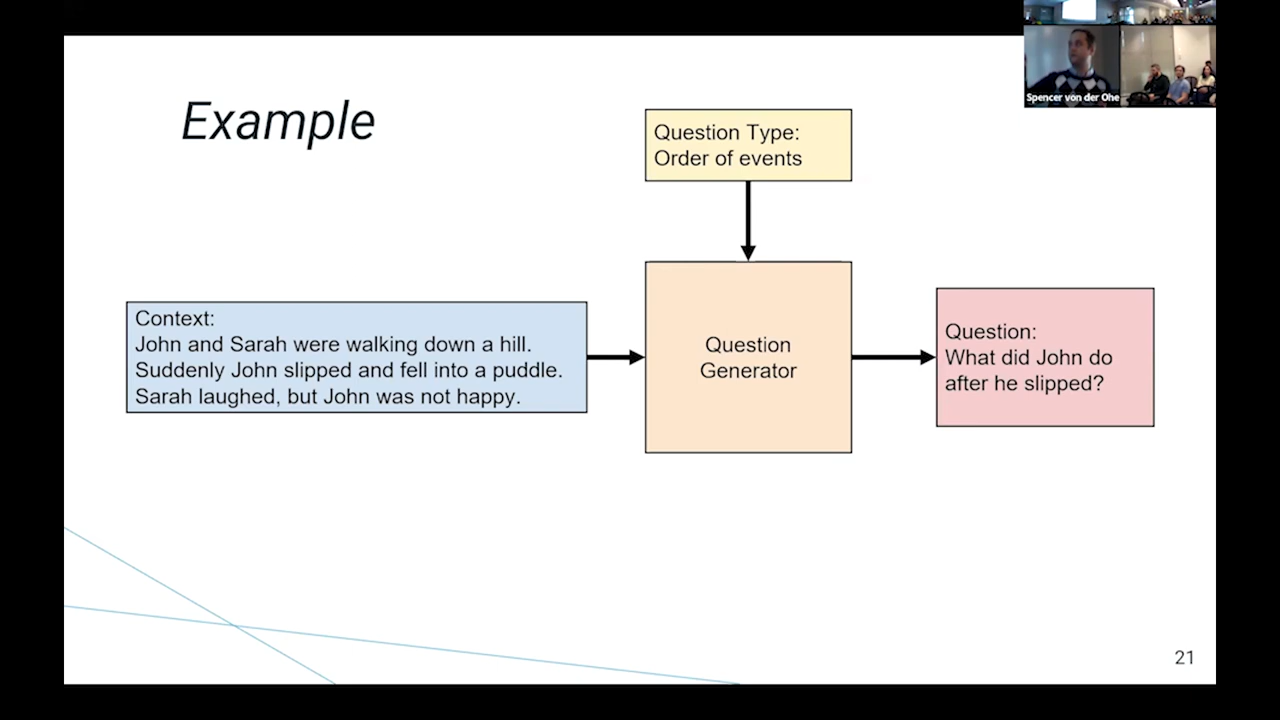 Spencer von der Ohe
Example
Question Type:
Order of events
Context:
John and Sarah were walking down a hill.
Suddenly John slipped and fell into a puddle.
Sarah laughed, but John was not happy.
Question
Generator
Question:
What did John do
after he slipped?
21